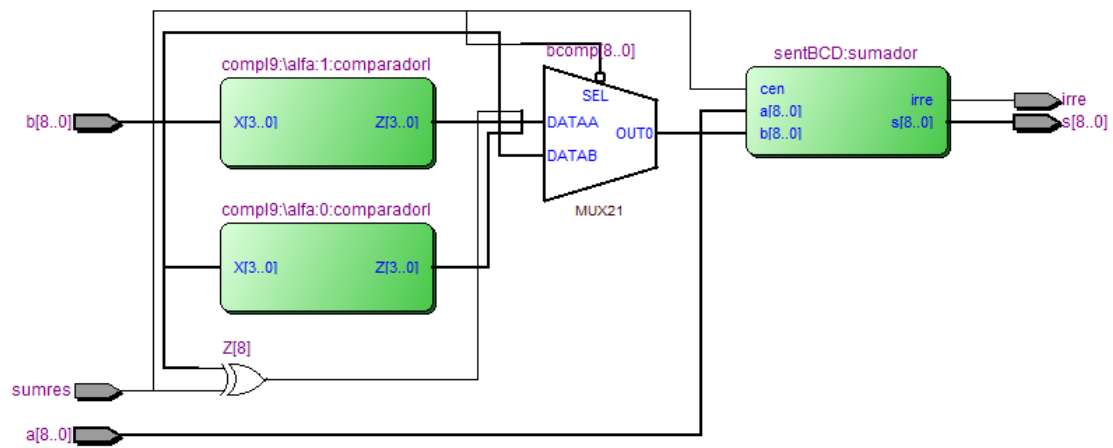 bcomp[8..0]
sentBCD:sumador
compl9:\alfa:1:comparadorI
cen
SEL
irre
irre
a[8..0]
b[8..0]
X[3..0]
Z[3..0]
DATAA
s[8..0]
s[8..0]
OUT0
b[8..0]
DATAB
compl9:\alfa:0:comparadorI
MUX21
X[3..0]
Z[3..0]
Z[8]
sumres
a[8..0]